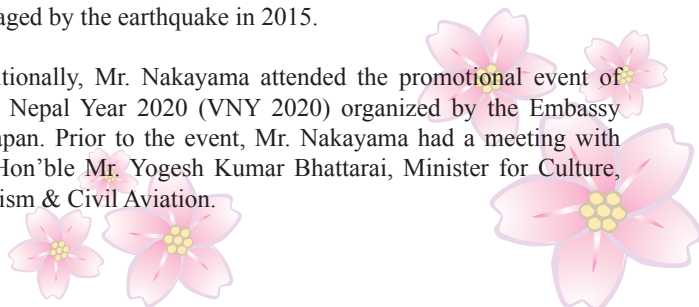 aged by the earthquake in 2015.
itionally, Mr. Nakayama attended the promotional event of
Nepal Year 2020 (VNY 2020) organized by the Embassy
apan. Prior to the event, Mr. Nakayama had a meeting with
Hon’ble Mr. Yogesh Kumar Bhattarai, Minister for Culture,
ism & Civil Aviation.